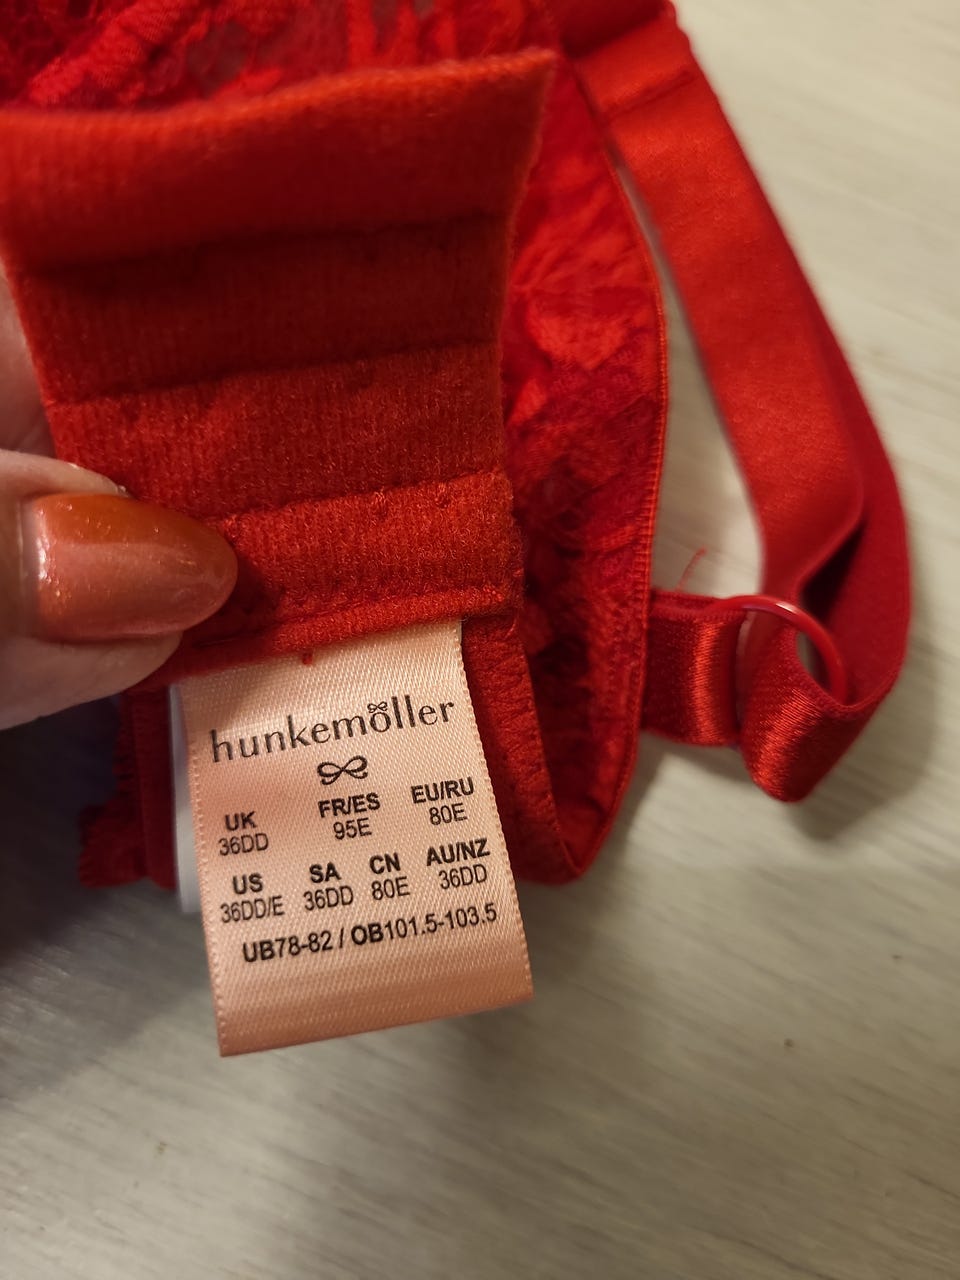 hunkemöller
UK FR/ES EU/RU
36DD 95E 80E
US SA CN AU/NZ
36DD/E 36DD 80E 36DD
UB78-82 / OB101.5-103.5